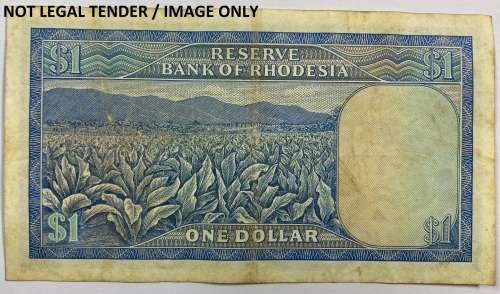 NOT LEGAL TENDER / IMAGE ONLY
$1 RESERVE $1
BANK OF RHODESIA
$1 ONE DOLLAR $1